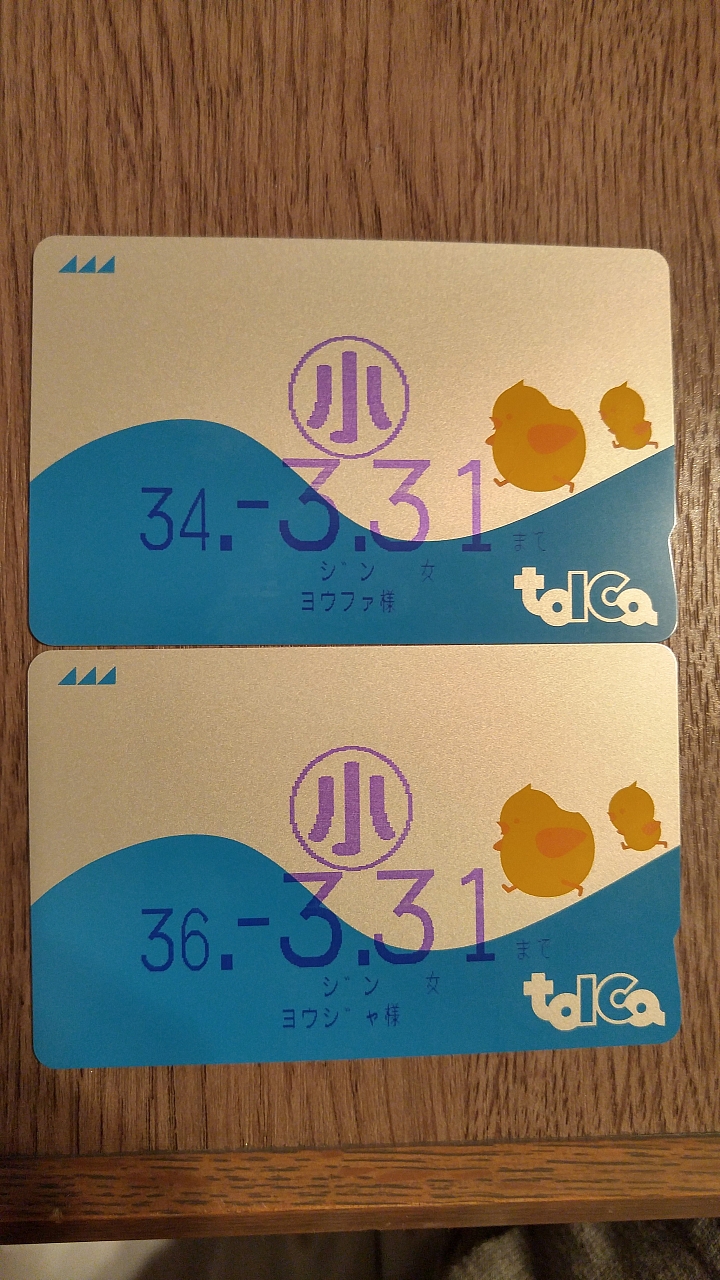 小
34.-3.31まで
ジン 女
ヨウファ様
toICa
小
36.-3.31まで
ジン 女
ヨウジャ様
toICa